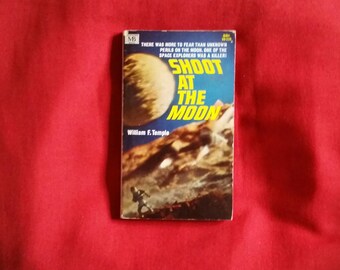 THERE WAS MORE TO FEAR THAN UNKNOWN
PERILS ON THE MOON. ONE OF THE
SPACE EXPLORERS WAS A KILLER!
SHOOT
AT
THE
MOON
William F. Temple